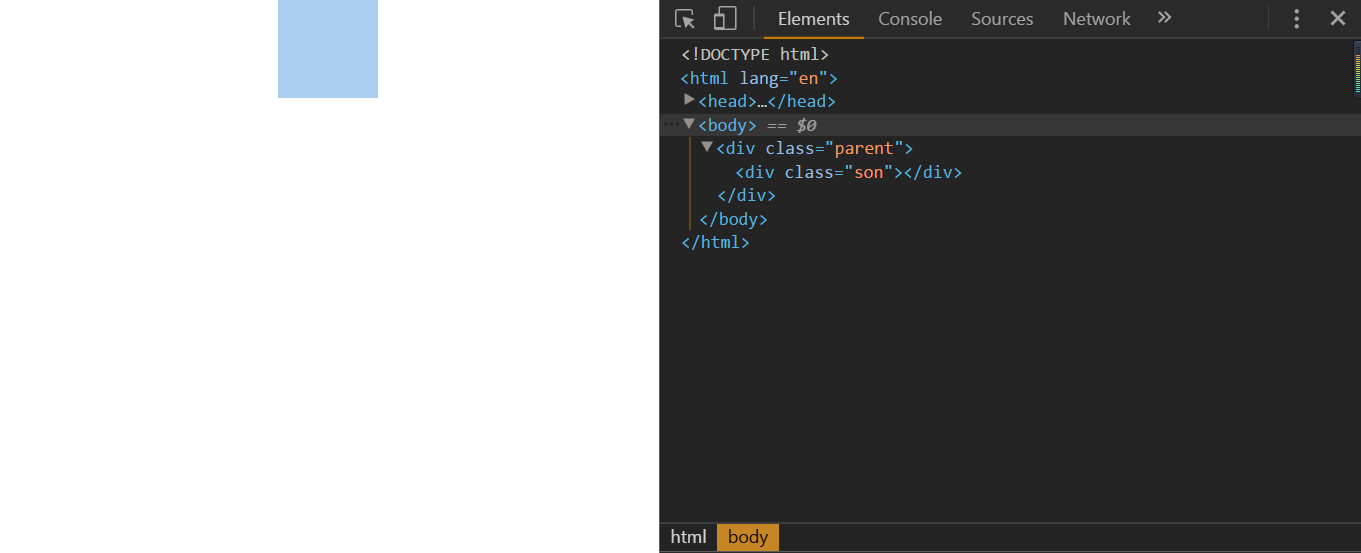 Elements Console Sources Network »
<!DOCTYPE html>
<html lang="en">
<head>…</head>
<body> == $0
<div class="parent">
<div class="son"></div>
</div>
</body>
</html>
html body